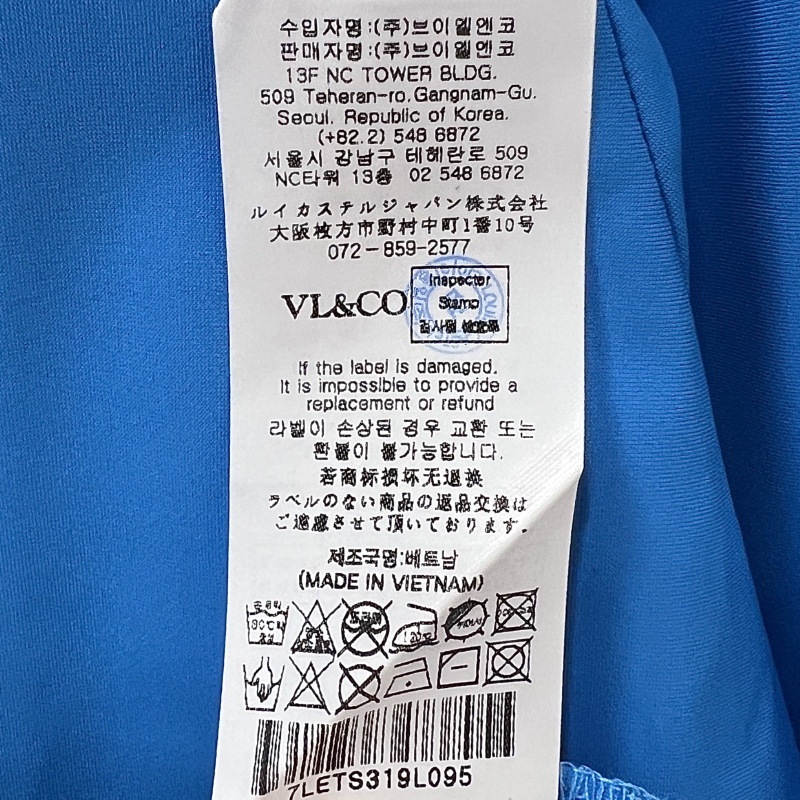 수입자명:(주)브이엘엔코
판매자명:(주)브이엘엔코
13F NC TOWER BLDG.
509 Teheran-ro,Gangnam-Gu.
Seoul. Republic of Korea.
(+82.2) 548 6872
서울시 강남구 테헤란로 509
NC타워 13층 02 548 6872
ルイカステルジャパン株式会社
大阪枚方市野村中町1番10号
072-859-2577
VL&CO
Inspecter
Stamp
If the label is damaged.
It is impossible to provide a
replacement or refund
라벨이 손상된 경우 교환 또는
환불이 불가능합니다.
若商标损坏无退换
ラベルのない商品の返品交換は
ご遠慮させて頂いております。
제조국명:베트남
(MADE IN VIETNAM)
7LETS319L095